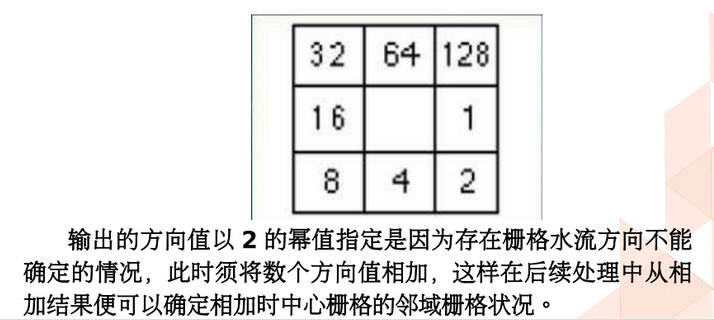 32 64 128
16 1
8 4 2
输出的方向值以 2 的幂值指定是因为存在栅格水流方向不能
确定的情况，此时须将数个方向值相加，这样在后续处理中从相
加结果便可以确定相加时中心栅格的邻域栅格状况。